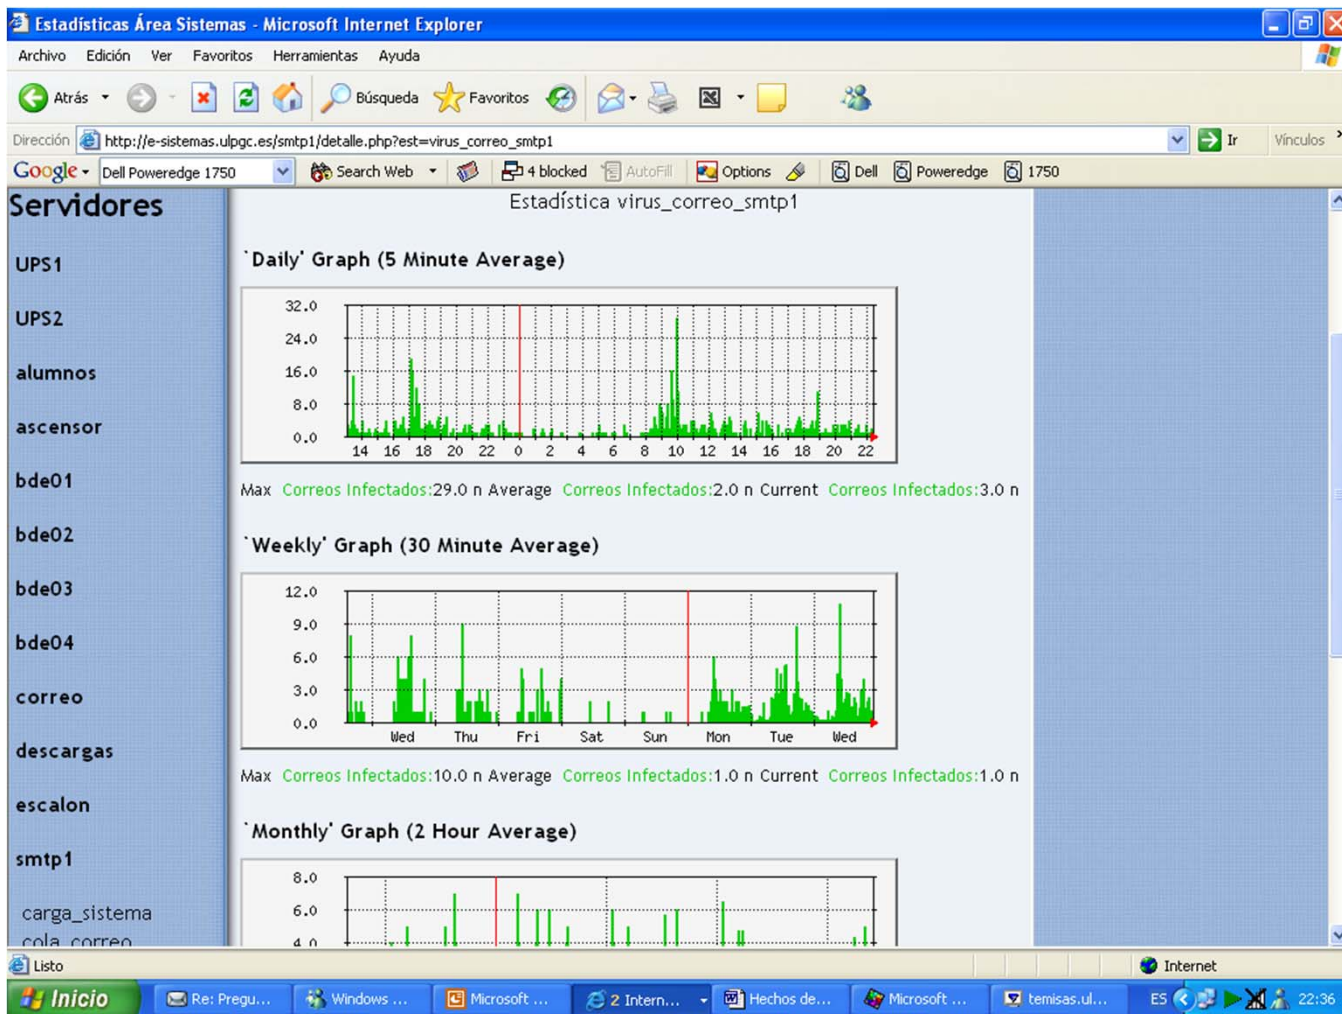 Estadísticas Área Sistemas - Microsoft Internet Explorer
Archivo Edición Ver Favoritos Herramientas Ayuda
Atrás Búsqueda Favoritos
Dirección http://e-sistemas.ulpgc.es/smtp1/detalle.php?est=virus_correo_smtp1 Ir Vínculos
Google Dell Poweredge 1750 Search Web 4 blocked AutoFill Options Dell Poweredge 1750
Servidores
UPS1
UPS2
alumnos
ascensor
bde01
bde02
bde03
bde04
correo
descargas
escalon
smtp1
carga_sistema
cola_correo
Estadística virus_correo_smtp1
`Daily' Graph (5 Minute Average)
32.0
24.0
16.0
8.0
0.0
14 16 18 20 22 0 2 4 6 8 10 12 14 16 18 20 22
Max Correos Infectados:29.0 n Average Correos Infectados:2.0 n Current Correos Infectados:3.0 n
`Weekly' Graph (30 Minute Average)
12.0
9.0
6.0
3.0
0.0
Wed Thu Fri Sat Sun Mon Tue Wed
Max Correos Infectados:10.0 n Average Correos Infectados:1.0 n Current Correos Infectados:1.0 n
`Monthly' Graph (2 Hour Average)
8.0
6.0
4.0
Listo Internet
Inicio Re: Pregu... Windows ... Microsoft ... 2 Intern... Hechos de... Microsoft ... temisas.ul... ES 22:36